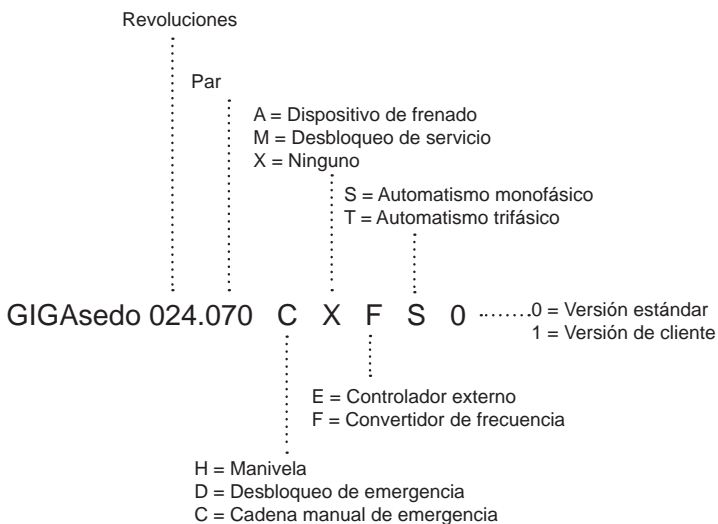 Revoluciones
Par
A = Dispositivo de frenado
M = Desbloqueo de servicio
X = Ninguno
S = Automatismo monofásico
T = Automatismo trifásico
GIGAsedo 024.070 C X F S 0
0 = Versión estándar
1 = Versión de cliente
E = Controlador externo
F = Convertidor de frecuencia
H = Manivela
D = Desbloqueo de emergencia
C = Cadena manual de emergencia